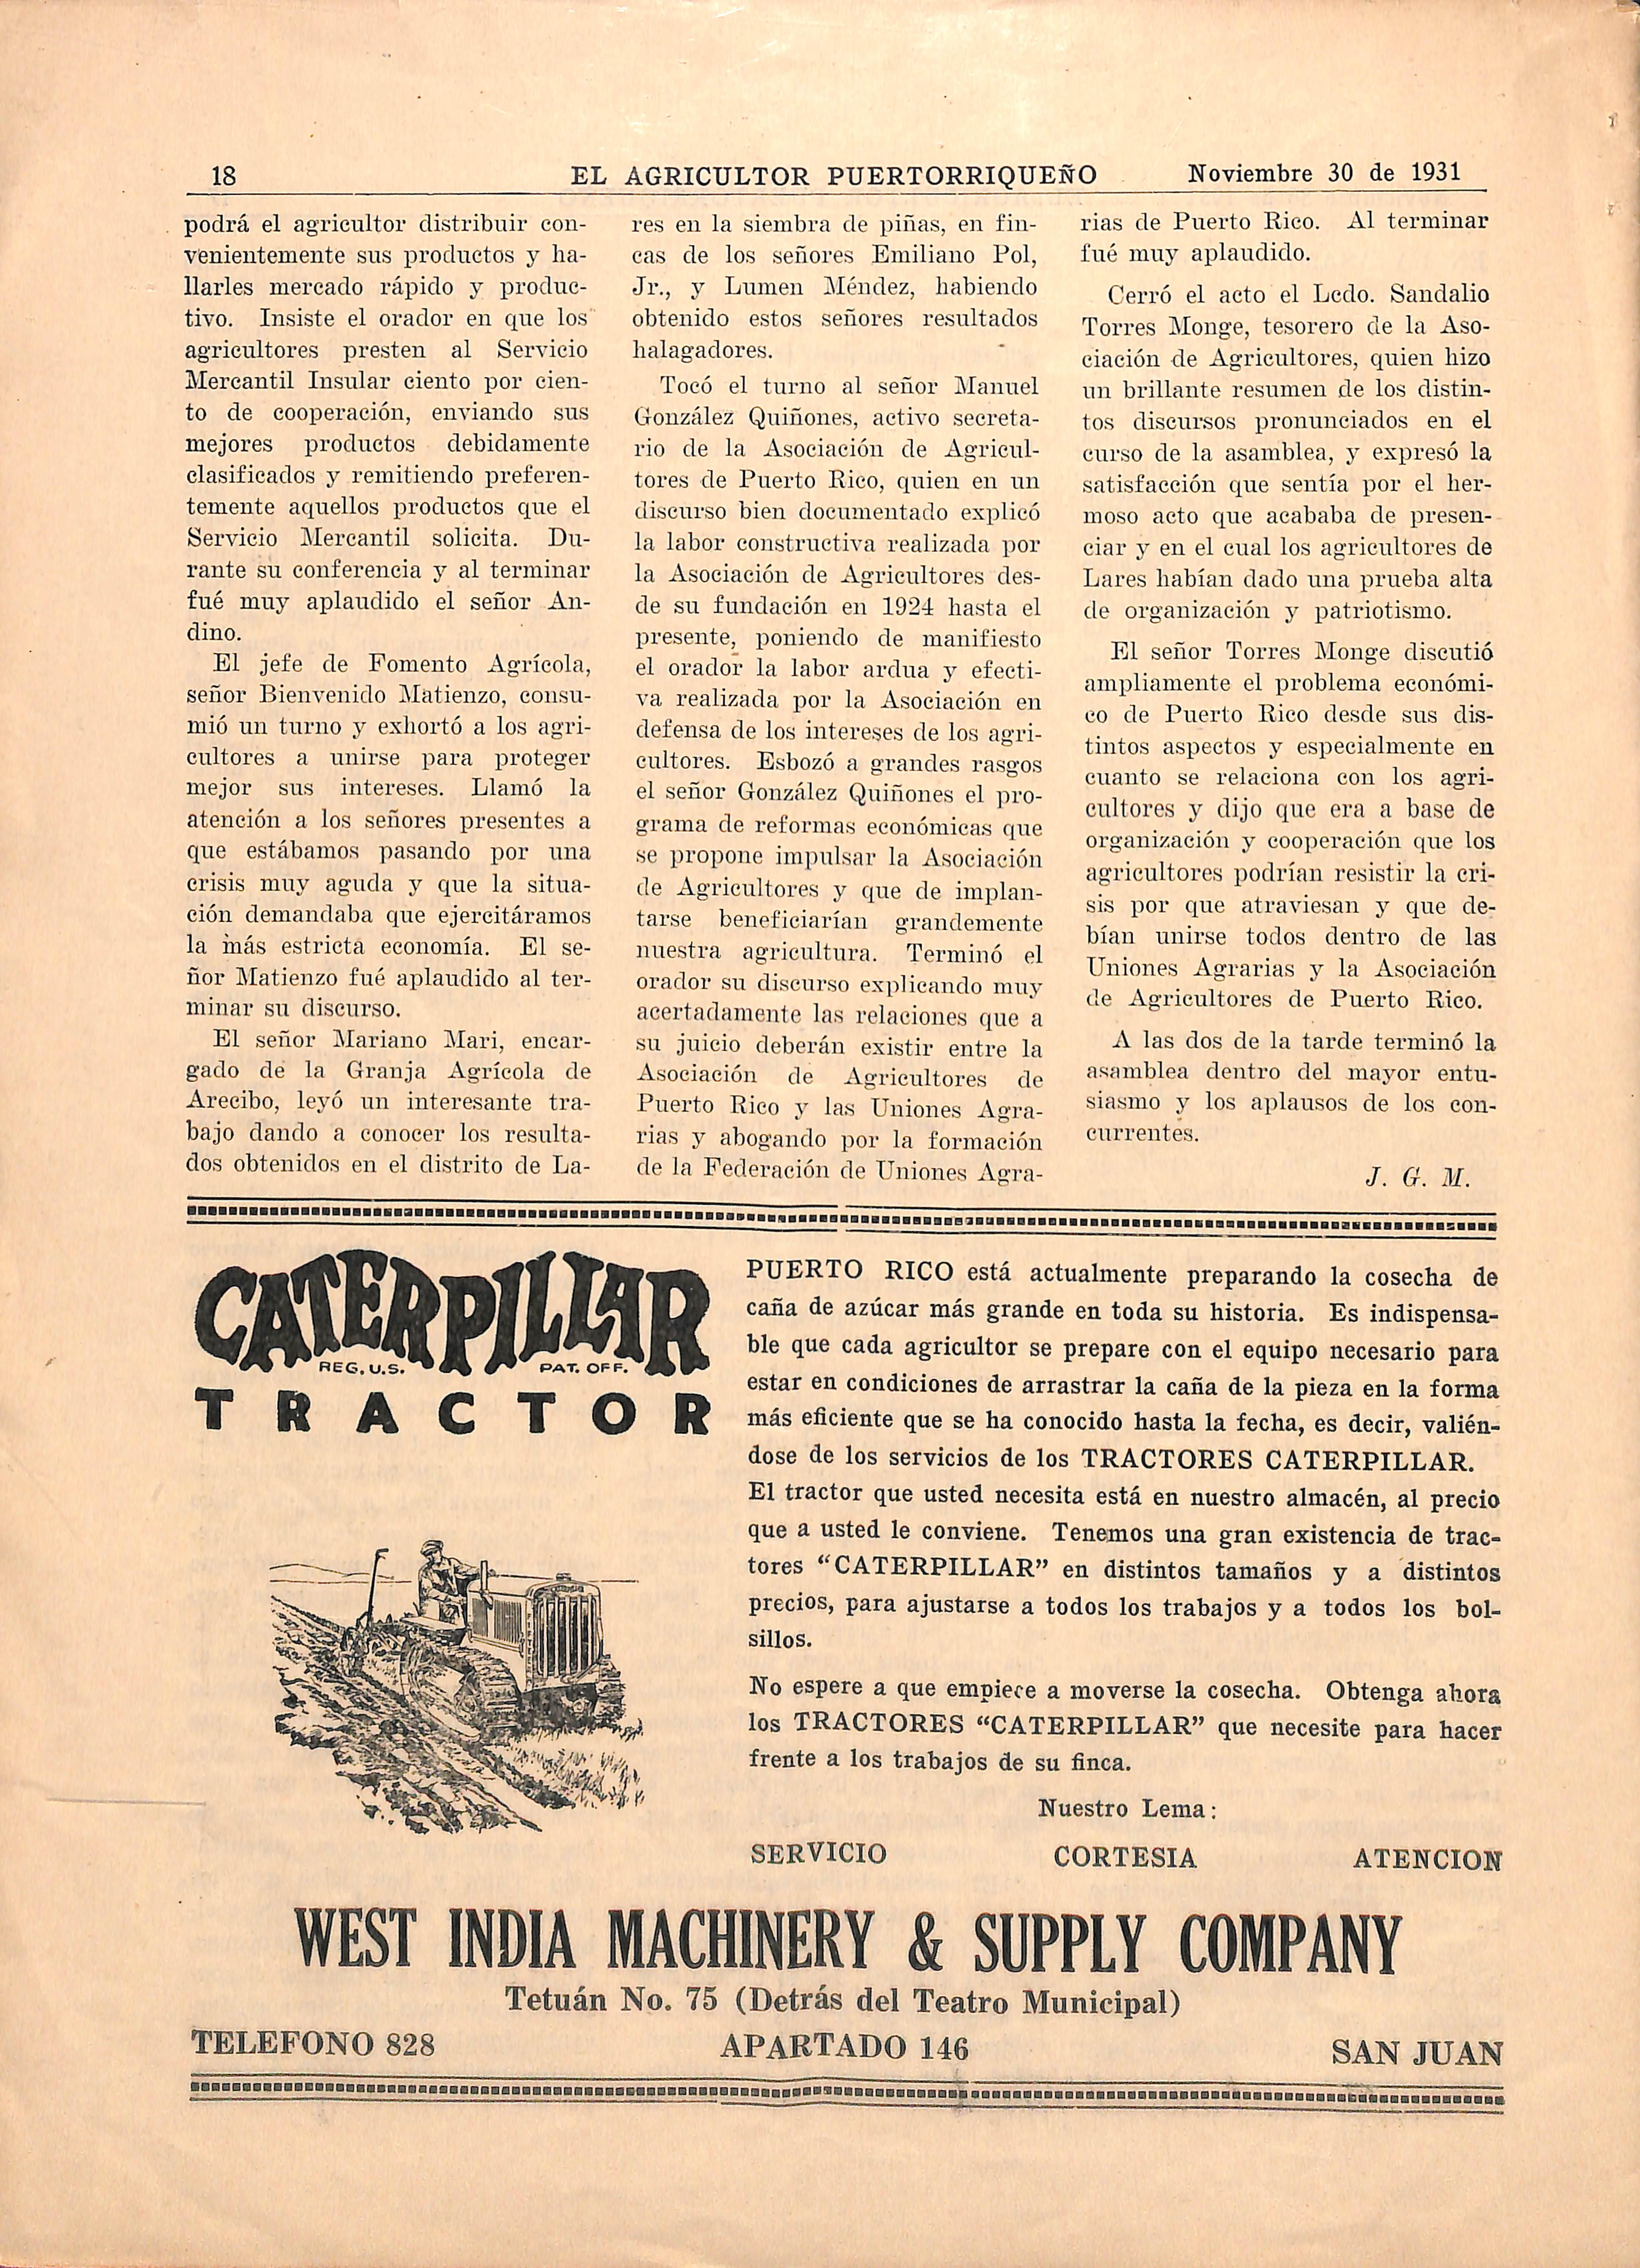 18 EL AGRICULTOR PUERTORRIQUEÑO Noviembre 30 de 1931
podrá el agricultor distribuir con-
venientemente sus productos y ha-
llarles mercado rápido y produc-
tivo. Insiste el orador en que los
agricultores presten al Servicio
Mercantil Insular ciento por cien-
to de cooperación, enviando sus
mejores productos debidamente
clasificados y remitiendo preferen-
temente aquellos productos que el
Servicio Mercantil solicita. Du-
rante su conferencia y al terminar
fué muy aplaudido el señor An-
dino.
El jefe de Fomento Agrícola,
señor Bienvenido Matienzo, consu-
mió un turno y exhortó a los agri-
cultores a unirse para proteger
mejor sus intereses. Llamó la
atención a los señores presentes a
que estábamos pasando por una
crisis muy aguda y que la situa-
ción demandaba que ejercitáramos
la más estricta economía. El se-
ñor Matienzo fué aplaudido al ter-
minar su discurso.
El señor Mariano Mari, encar-
gado de la Granja Agrícola de
Arecibo, leyó un interesante tra-
bajo dando a conocer los resulta-
dos obtenidos en el distrito de La-
res en la siembra de piñas, en fin-
cas de los señores Emiliano Pol,
Jr., y Lumen Méndez, habiendo
obtenido estos señores resultados
halagadores.
Tocó el turno al señor Manuel
González Quiñones, activo secreta-
rio de la Asociación de Agricul-
tores de Puerto Rico, quien en un
discurso bien documentado explicó
la labor constructiva realizada por
la Asociación de Agricultores des-
de su fundación en 1924 hasta el
presente, poniendo de manifiesto
el orador la labor ardua y efecti-
va realizada por la Asociación en
defensa de los intereses de los agri-
cultores. Esbozó a grandes rasgos
el señor González Quiñones el pro-
grama de reformas económicas que
se propone impulsar la Asociación
de Agricultores y que de implan-
tarse beneficiarían grandemente
nuestra agricultura. Terminó el
orador su discurso explicando muy
acertadamente las relaciones que a
su juicio deberán existir entre la
Asociación de Agricultores de
Puerto Rico y las Uniones Agra-
rias y abogando por la formación
de la Federación de Uniones Agra-
rias de Puerto Rico. Al terminar
fué muy aplaudido.
Cerró el acto el Lcdo. Sandalio
Torres Monge, tesorero de la Aso-
ciación de Agricultores, quien hizo
un brillante resumen de los distin-
tos discursos pronunciados en el
curso de la asamblea, y expresó la
satisfacción que sentía por el her-
moso acto que acababa de presen-
ciar y en el cual los agricultores de
Lares habían dado una prueba alta
de organización y patriotismo.
El señor Torres Monge discutió
ampliamente el problema económi-
co de Puerto Rico desde sus dis-
tintos aspectos y especialmente en
cuanto se relaciona con los agri-
cultores y dijo que era a base de
organización y cooperación que los
agricultores podrían resistir la cri-
sis por que atraviesan y que de-
bían unirse todos dentro de las
Uniones Agrarias y la Asociación
de Agricultores de Puerto Rico.
A las dos de la tarde terminó la
asamblea dentro del mayor entu-
siasmo y los aplausos de los con-
currentes.
J. G. M.
CATERPILLAR
REG. U.S. PAT. OFF.
TRACTOR
PUERTO RICO está actualmente preparando la cosecha de
caña de azúcar más grande en toda su historia. Es indispensa-
ble que cada agricultor se prepare con el equipo necesario para
estar en condiciones de arrastrar la caña de la pieza en la forma
más eficiente que se ha conocido hasta la fecha, es decir, valién-
dose de los servicios de los TRACTORES CATERPILLAR.
El tractor que usted necesita está en nuestro almacén, al precio
que a usted le conviene. Tenemos una gran existencia de trac-
tores “CATERPILLAR” en distintos tamaños y a distintos
precios, para ajustarse a todos los trabajos y a todos los bol-
sillos.
No espere a que empiece a moverse la cosecha. Obtenga ahora
los TRACTORES “CATERPILLAR” que necesite para hacer
frente a los trabajos de su finca.
Nuestro Lema:
SERVICIO CORTESIA ATENCION
WEST INDIA MACHINERY & SUPPLY COMPANY
Tetuán No. 75 (Detrás del Teatro Municipal)
TELEFONO 828 APARTADO 146 SAN JUAN